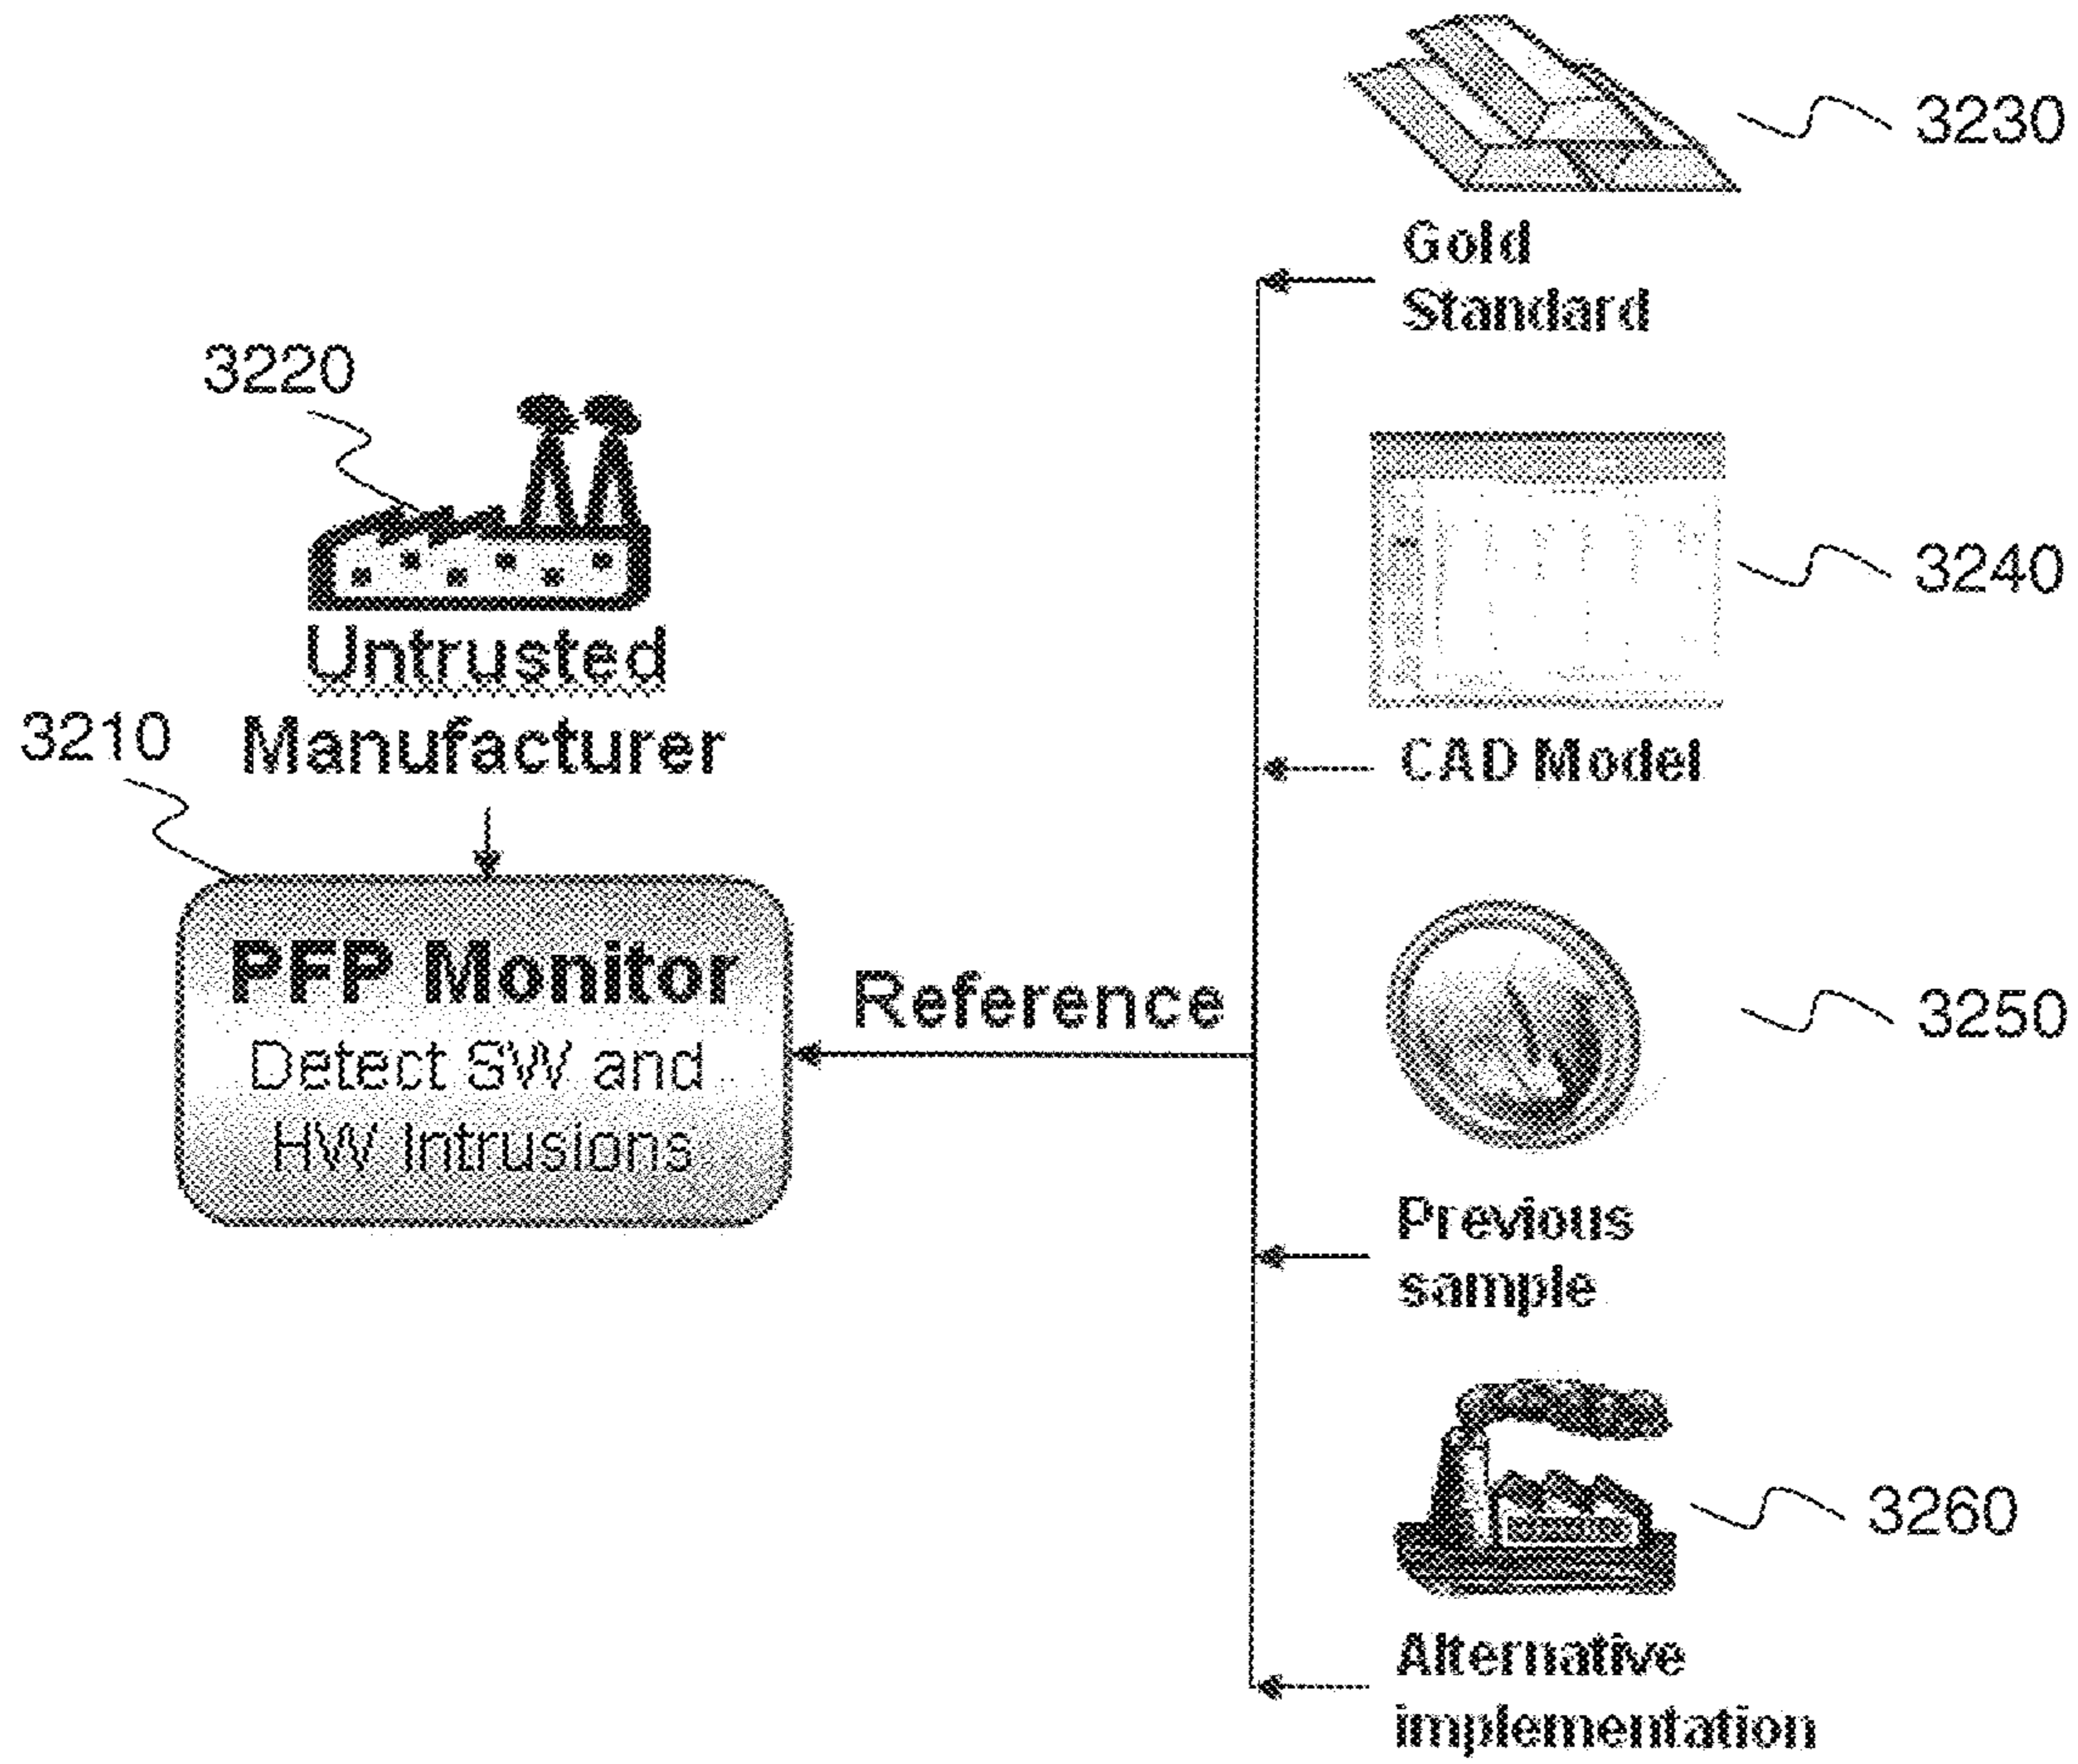 3230
Gold
Standard
3220
3240
Untrusted
Manufacturer
3210
CAD Model
PFP Monitor
Detect SW and
HW Intrusions
Reference
3250
Previous
sample
3260
Alternative
implementation